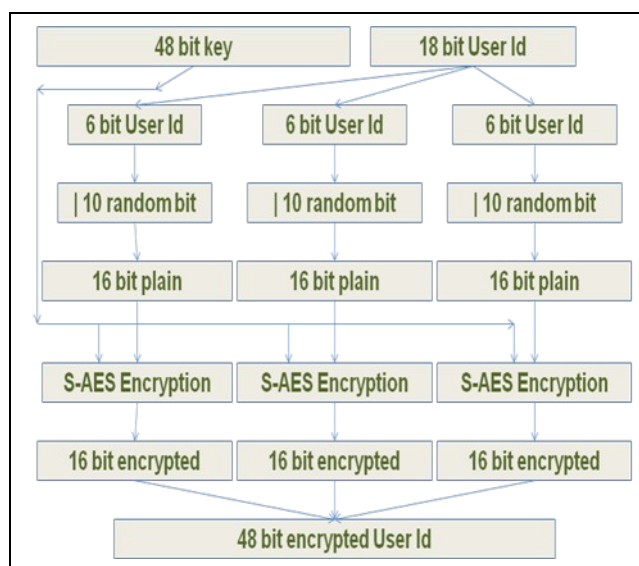 48 bit key
18 bit User Id
6 bit User Id
6 bit User Id
6 bit User Id
| 10 random bit
| 10 random bit
| 10 random bit
16 bit plain
16 bit plain
16 bit plain
S-AES Encryption
S-AES Encryption
S-AES Encryption
16 bit encrypted
16 bit encrypted
16 bit encrypted
48 bit encrypted User Id